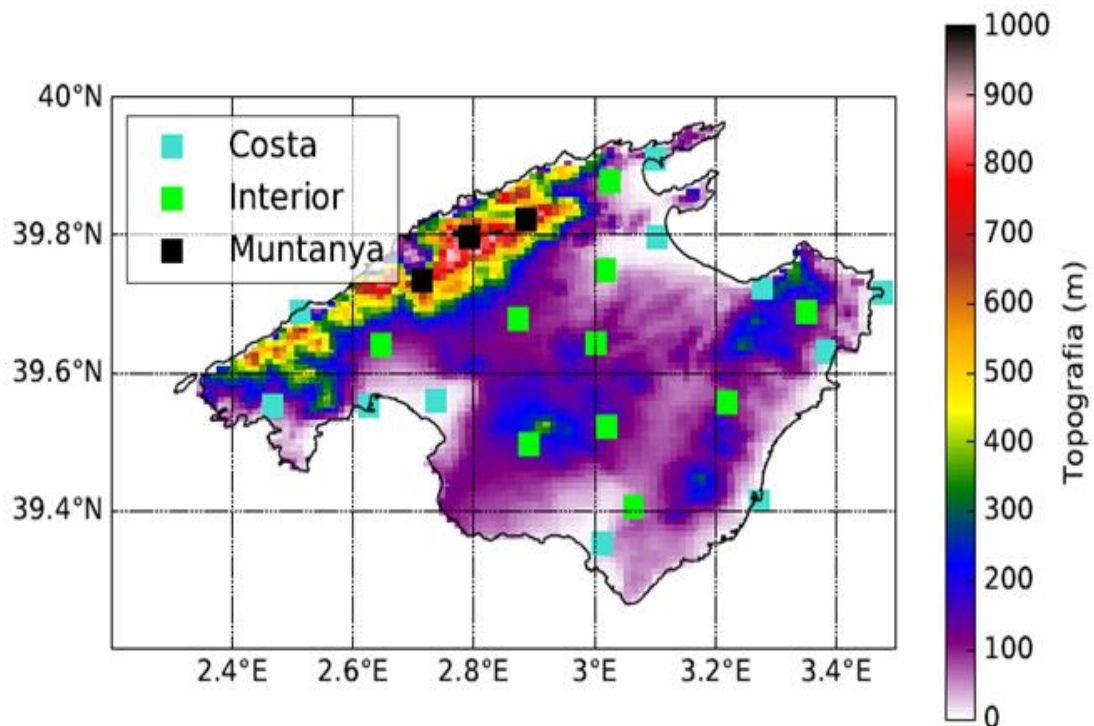 40°N
39.8°N
39.6°N
39.4°N
2.4°E 2.6°E 2.8°E 3°E 3.2°E 3.4°E
Costa
Interior
Muntanya
1000
900
800
700
600
500
400
300
200
100
0
Topografia (m)